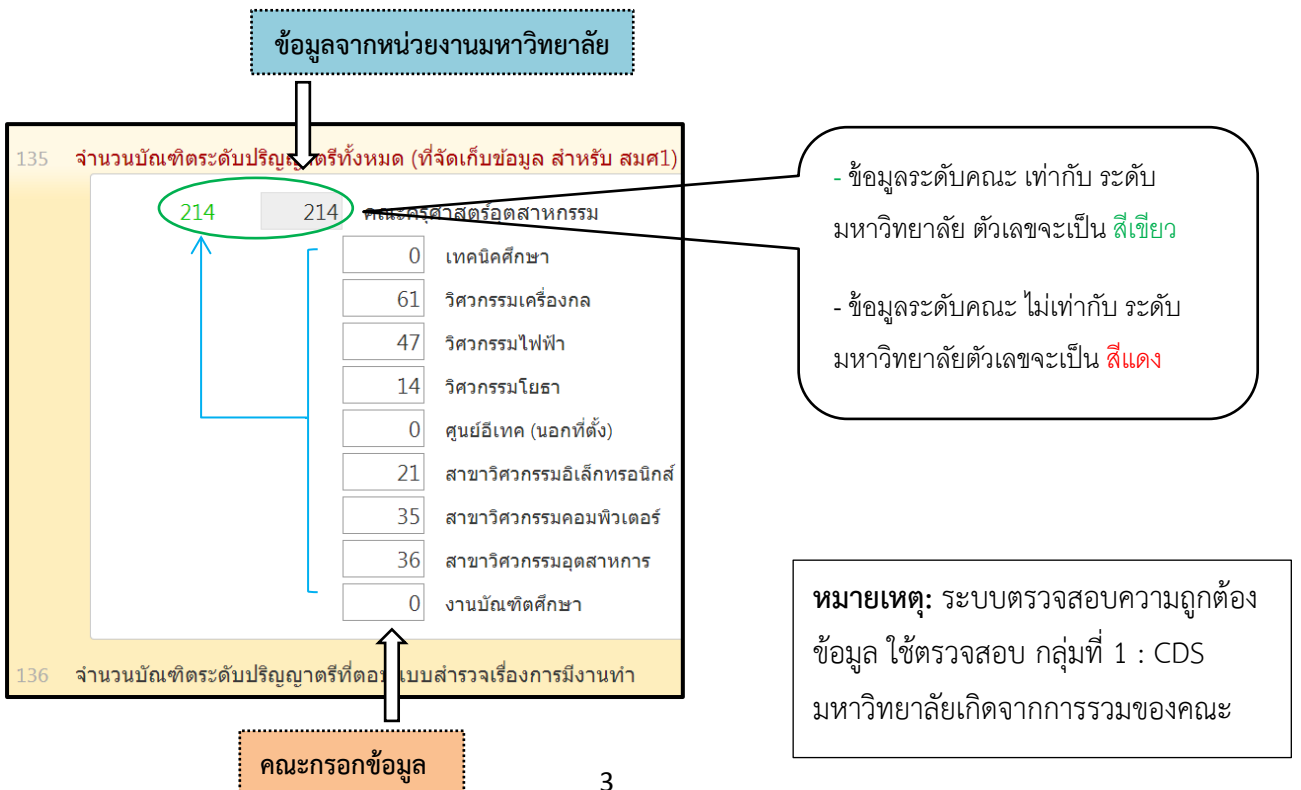 ข้อมูลจากหน่วยงานมหาวิทยาลัย
135 จำนวนบัณฑิตระดับปริญญาตรีทั้งหมด (ที่จัดเก็บข้อมูล สำหรับ สมศ1)
214 214 คณะครุศาสตร์อุตสาหกรรม
0 เทคนิคศึกษา
61 วิศวกรรมเครื่องกล
47 วิศวกรรมไฟฟ้า
14 วิศวกรรมโยธา
0 ศูนย์อีเทค (นอกที่ตั้ง)
21 สาขาวิศวกรรมอิเล็กทรอนิกส์
35 สาขาวิศวกรรมคอมพิวเตอร์
36 สาขาวิศวกรรมอุตสาหการ
0 งานบัณฑิตศึกษา
136 จำนวนบัณฑิตระดับปริญญาตรีที่ตอบแบบสำรวจเรื่องการมีงานทำ
คณะกรอกข้อมูล
- ข้อมูลระดับคณะ เท่ากับ ระดับ
มหาวิทยาลัย ตัวเลขจะเป็น สีเขียว
- ข้อมูลระดับคณะ ไม่เท่ากับ ระดับ
มหาวิทยาลัยตัวเลขจะเป็น สีแดง
หมายเหตุ: ระบบตรวจสอบความถูกต้อง
ข้อมูล ใช้ตรวจสอบ กลุ่มที่ 1 : CDS
มหาวิทยาลัยเกิดจากการรวมของคณะ
3